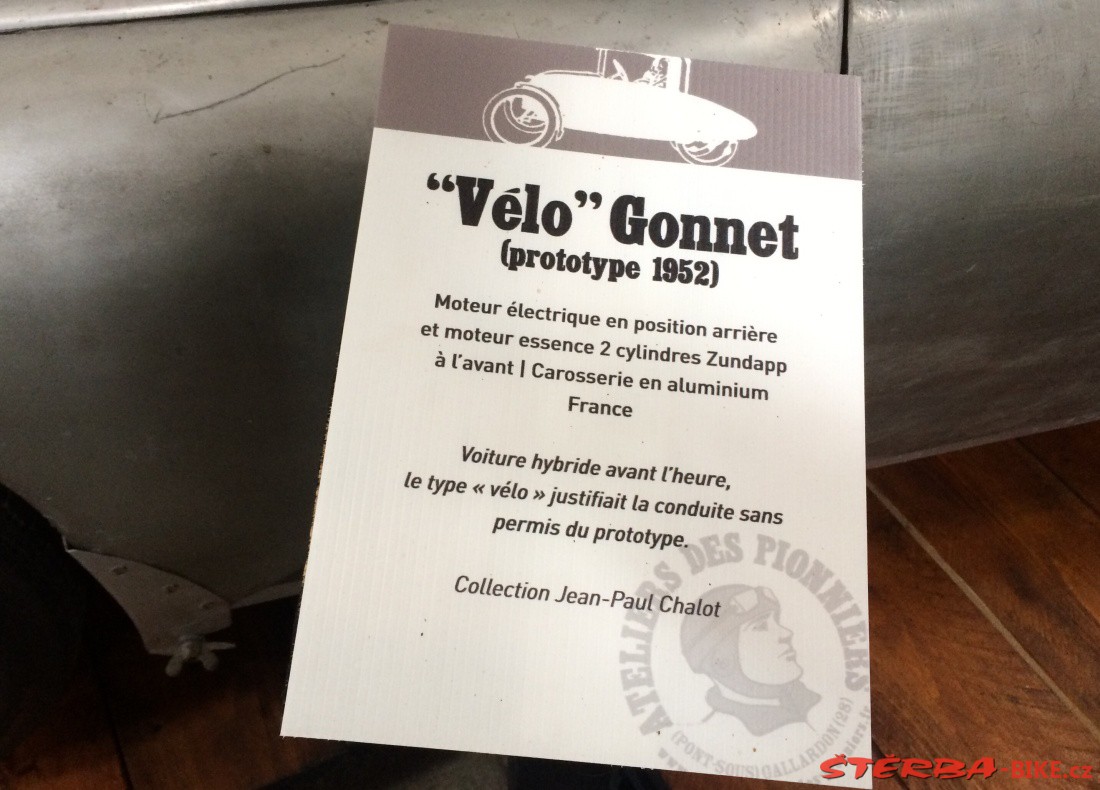 “Vélo” Gonnet
(prototype 1952)
Moteur électrique en position arrière
et moteur essence 2 cylindres Zundapp
à l’avant | Carosserie en aluminium
France
Voiture hybride avant l’heure,
le type « vélo » justifiait la conduite sans
permis du prototype.
Collection Jean-Paul Chalot
ATELIERS DES PIONNIERS
(PONT-SOUS) GALLARDON (28)
ŠTĚRBA-BIKE.cz